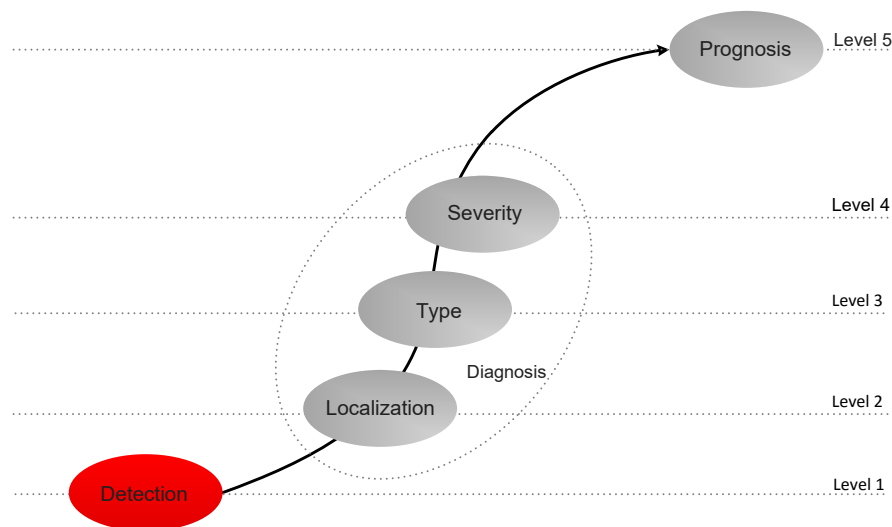 Prognosis
Level 5
Severity
Level 4
Type
Level 3
Diagnosis
Localization
Level 2
Detection
Level 1